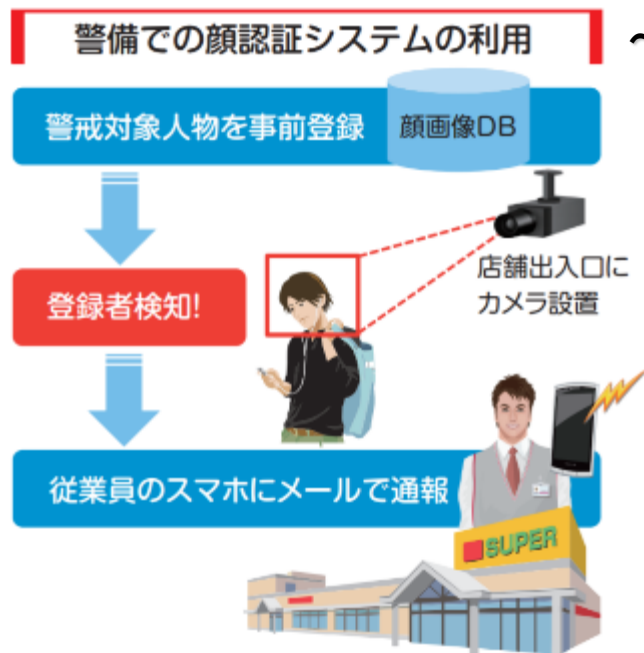 警備での顔認証システムの利用
警戒対象人物を事前登録
顔画像DB
店舗出入口に
カメラ設置
登録者検知!
従業員のスマホにメールで通報
SUPER